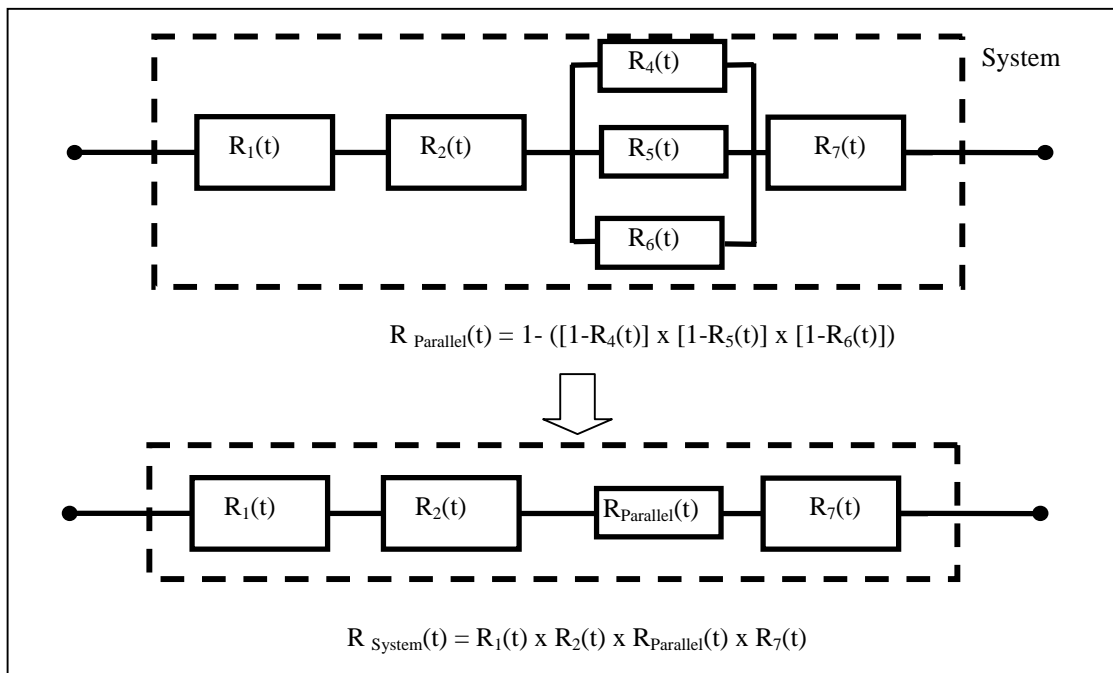 R₄(t)
System
R₁(t) R₂(t) R₅(t) R₇(t)
R₆(t)
R Parallel(t) = 1- ([1-R₄(t)] x [1-R₅(t)] x [1-R₆(t)])
R₁(t) R₂(t) RParallel(t) R₇(t)
R System(t) = R₁(t) x R₂(t) x RParallel(t) x R₇(t)